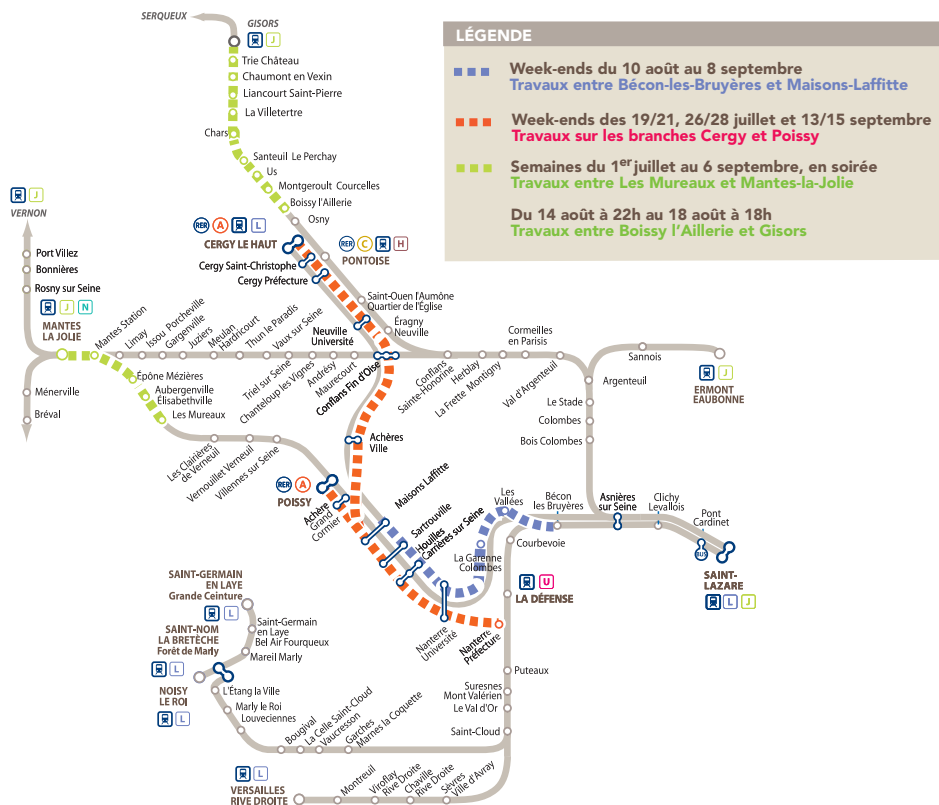 SERQUEUX
GISORS
J
Trie Château
Chaumont en Vexin
Liancourt Saint-Pierre
La Villetertre
Chars
Santeuil Le Perchay
Us
Montgeroult Courcelles
Boissy l'Aillerie
Osny
LÉGENDE
Week-ends du 10 août au 8 septembre
Travaux entre Bécon-les-Bruyères et Maisons-Laffitte
Week-ends des 19/21, 26/28 juillet et 13/15 septembre
Travaux sur les branches Cergy et Poissy
Semaines du 1er juillet au 6 septembre, en soirée
Travaux entre Les Mureaux et Mantes-la-Jolie
Du 14 août à 22h au 18 août à 18h
Travaux entre Boissy l'Aillerie et Gisors
J
VERNON
Port Villez
Bonnières
Rosny sur Seine
J N
MANTES
LA JOLIE
Ménerville
Bréval
RER A L
CERGY LE HAUT
Cergy Saint-Christophe
Cergy Préfecture
RER C H
PONTOISE
Saint-Ouen l'Aumône
Quartier de l'Église
Éragny
Neuville
Neuville
Université
Mantes Station
Limay
Issou Porcheville
Gargenville
Juziers
Meulan
Hardricourt
Thun le Paradis
Vaux sur Seine
Triel sur Seine
Chanteloup les Vignes
Andrésy
Maurecourt
Conflans Fin d'Oise
Conflans
Sainte-Honorine
Herblay
La Frette Montigny
Cormeilles
en Parisis
Val d'Argenteuil
Sannois
ERMONT
EAUBONNE
J
Argenteuil
Le Stade
Colombes
Bois Colombes
Épône Mézières
Aubergenville
Élisabethville
Les Mureaux
Les Clairières
de Verneuil
Vernouillet Verneuil
Villennes sur Seine
Achères
Ville
RER A
POISSY
Achère
Grand
Cormier
Maisons Laffitte
Sartrouville
Houilles
Carrières sur Seine
Les
Vallées
La Garenne
Colombes
Bécon
les Bruyères
Asnières
sur Seine
Clichy
Levallois
Pont
Cardinet
BUS
SAINT-
LAZARE
L J
Courbevoie
U
LA DÉFENSE
Nanterre
Université
Nanterre
Préfecture
Puteaux
Suresnes
Mont Valérien
Le Val d'Or
Saint-Cloud
SAINT-GERMAIN
EN LAYE
Grande Ceinture
L
Saint-Germain
en Laye
Bel Air Fourqueux
Mareil Marly
SAINT-NOM
LA BRETÈCHE
Forêt de Marly
L
NOISY
LE ROI
L
L'Étang la Ville
Marly le Roi
Louveciennes
Bougival
La Celle Saint-Cloud
Vaucresson
Garches
Marnes la Coquette
L
VERSAILLES
RIVE DROITE
Montreuil
Viroflay
Rive Droite
Chaville
Rive Droite
Sèvres
Ville d'Avray